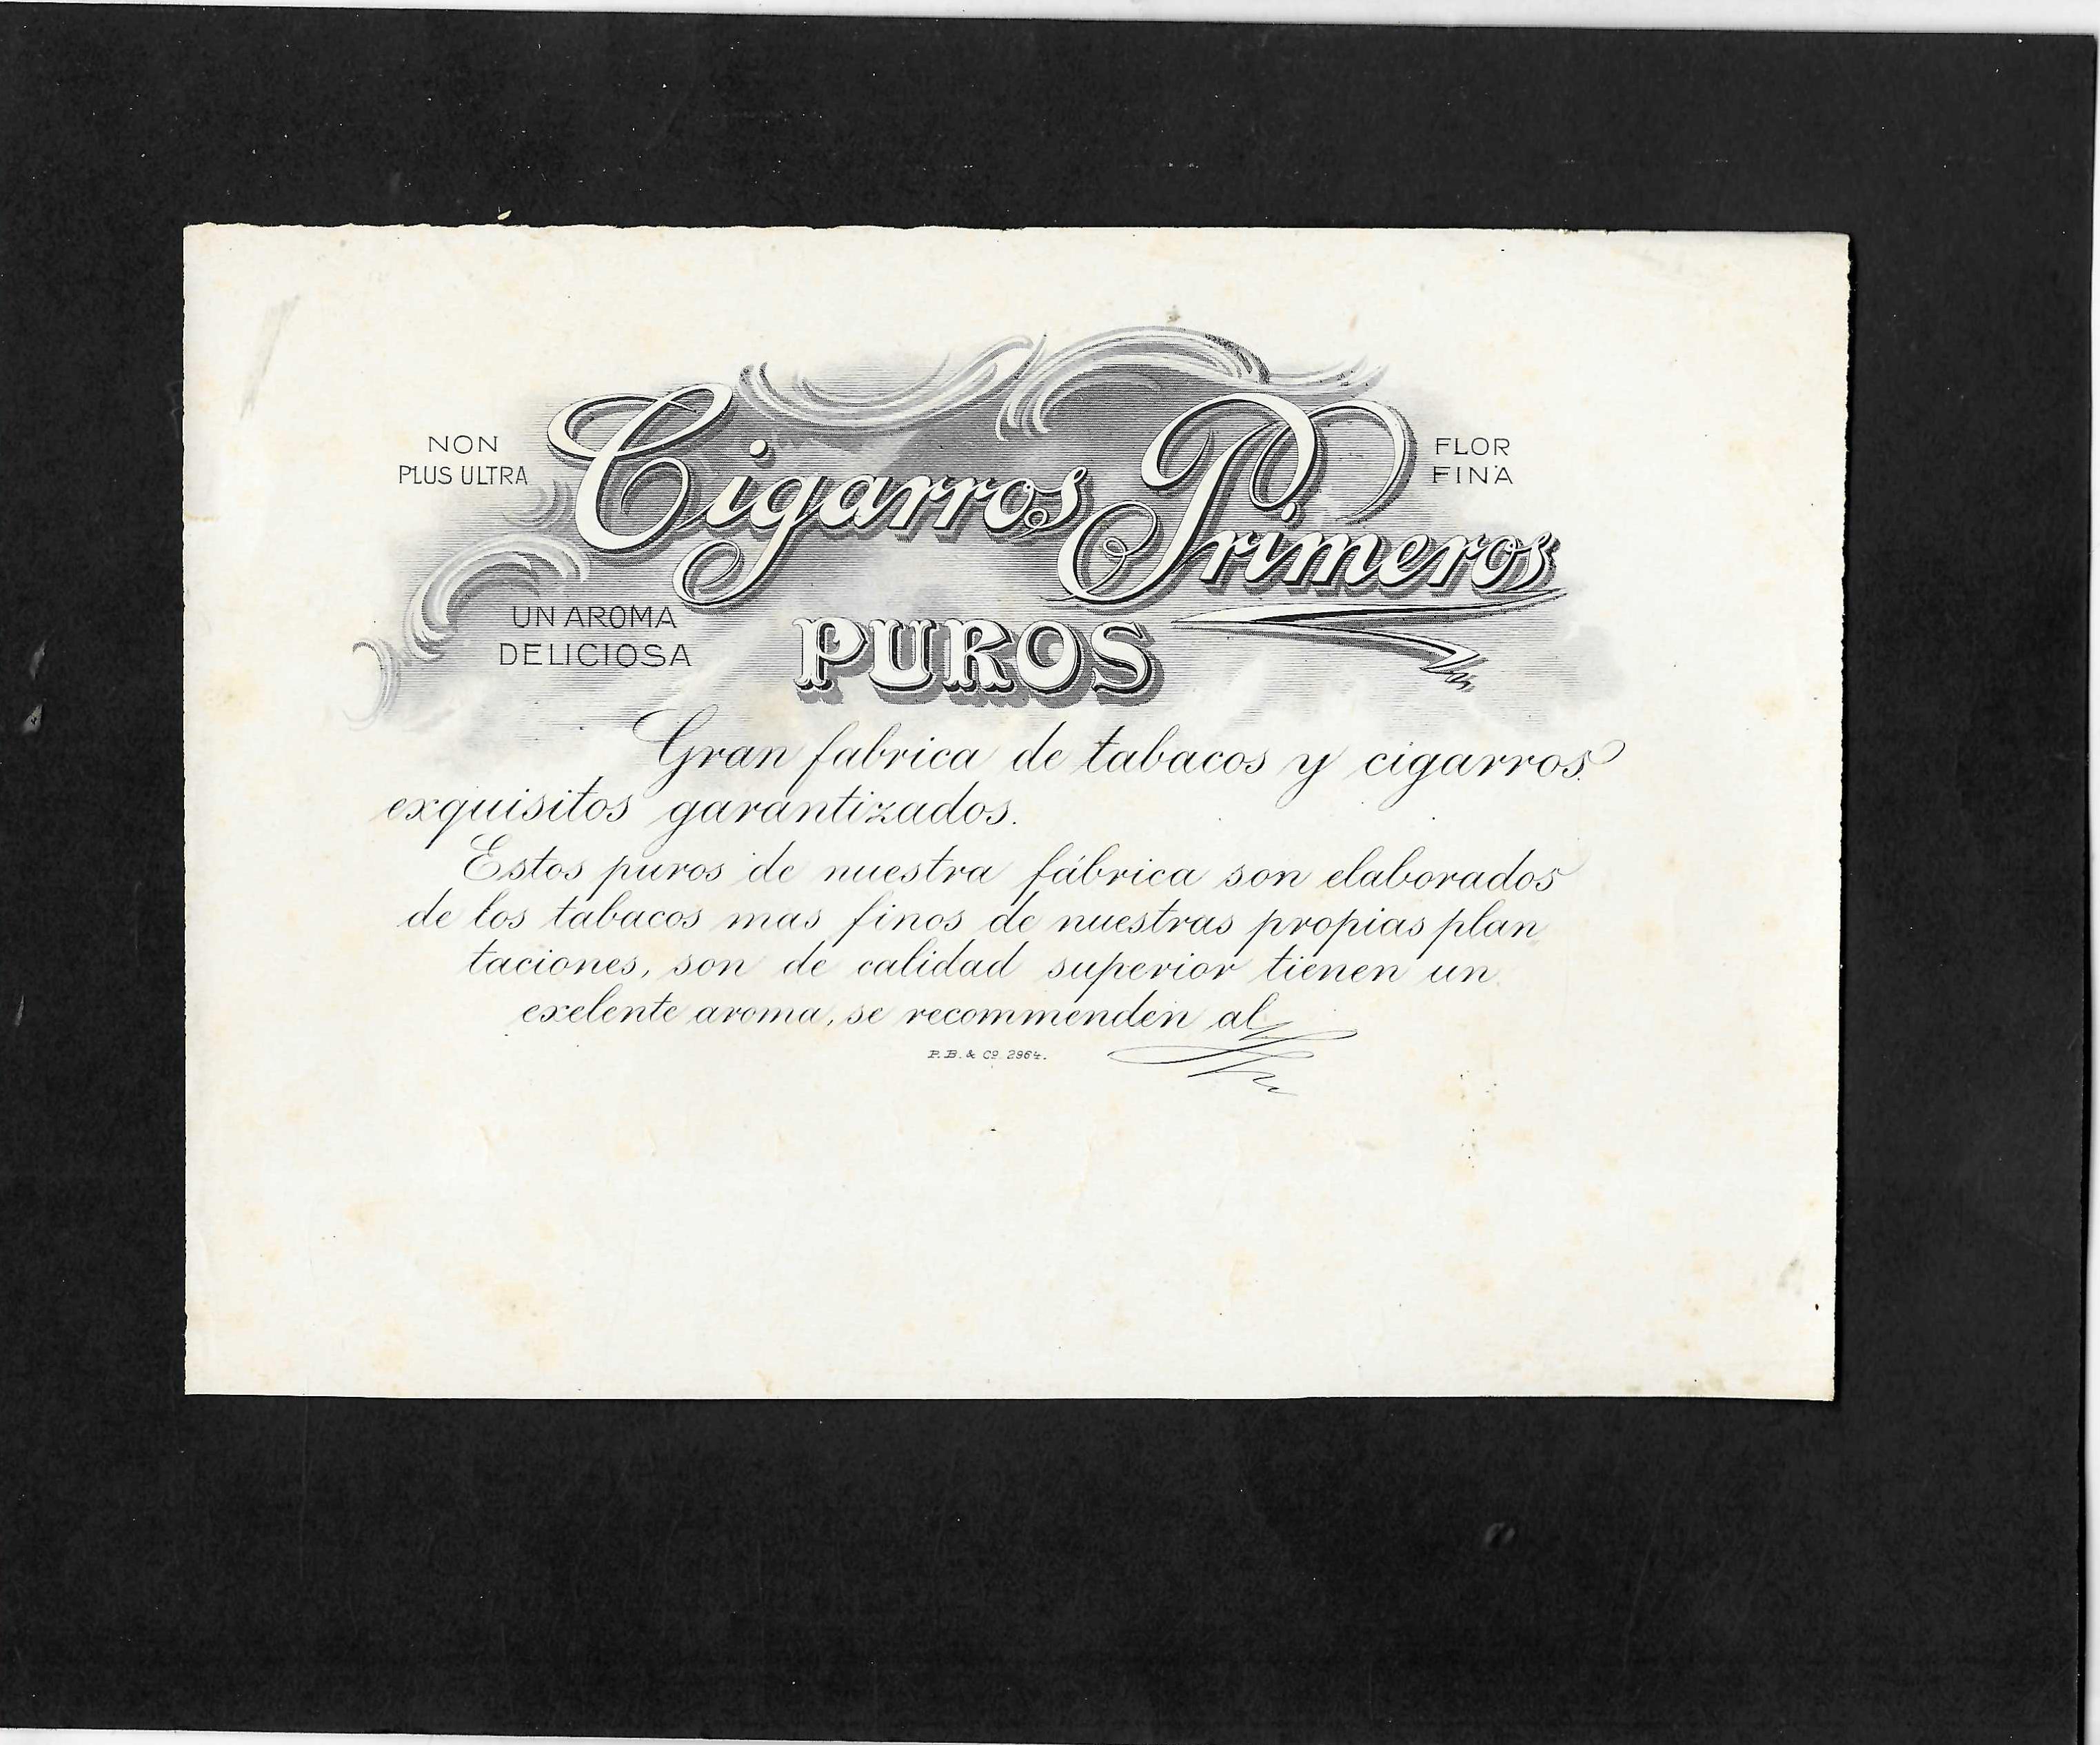 NON
PLUS ULTRA
Cigarros Primeros
FLOR
FINA
UN AROMA
DELICIOSA
PUROS
Gran fabrica de tabacos y cigarros
exquisitos garantizados.
Estos puros de nuestra fábrica son elaborados
de los tabacos mas finos de nuestras propias plan
taciones, son de calidad superior tienen un
exelente aroma, se recommenden al
P. B. & Cº 2964.